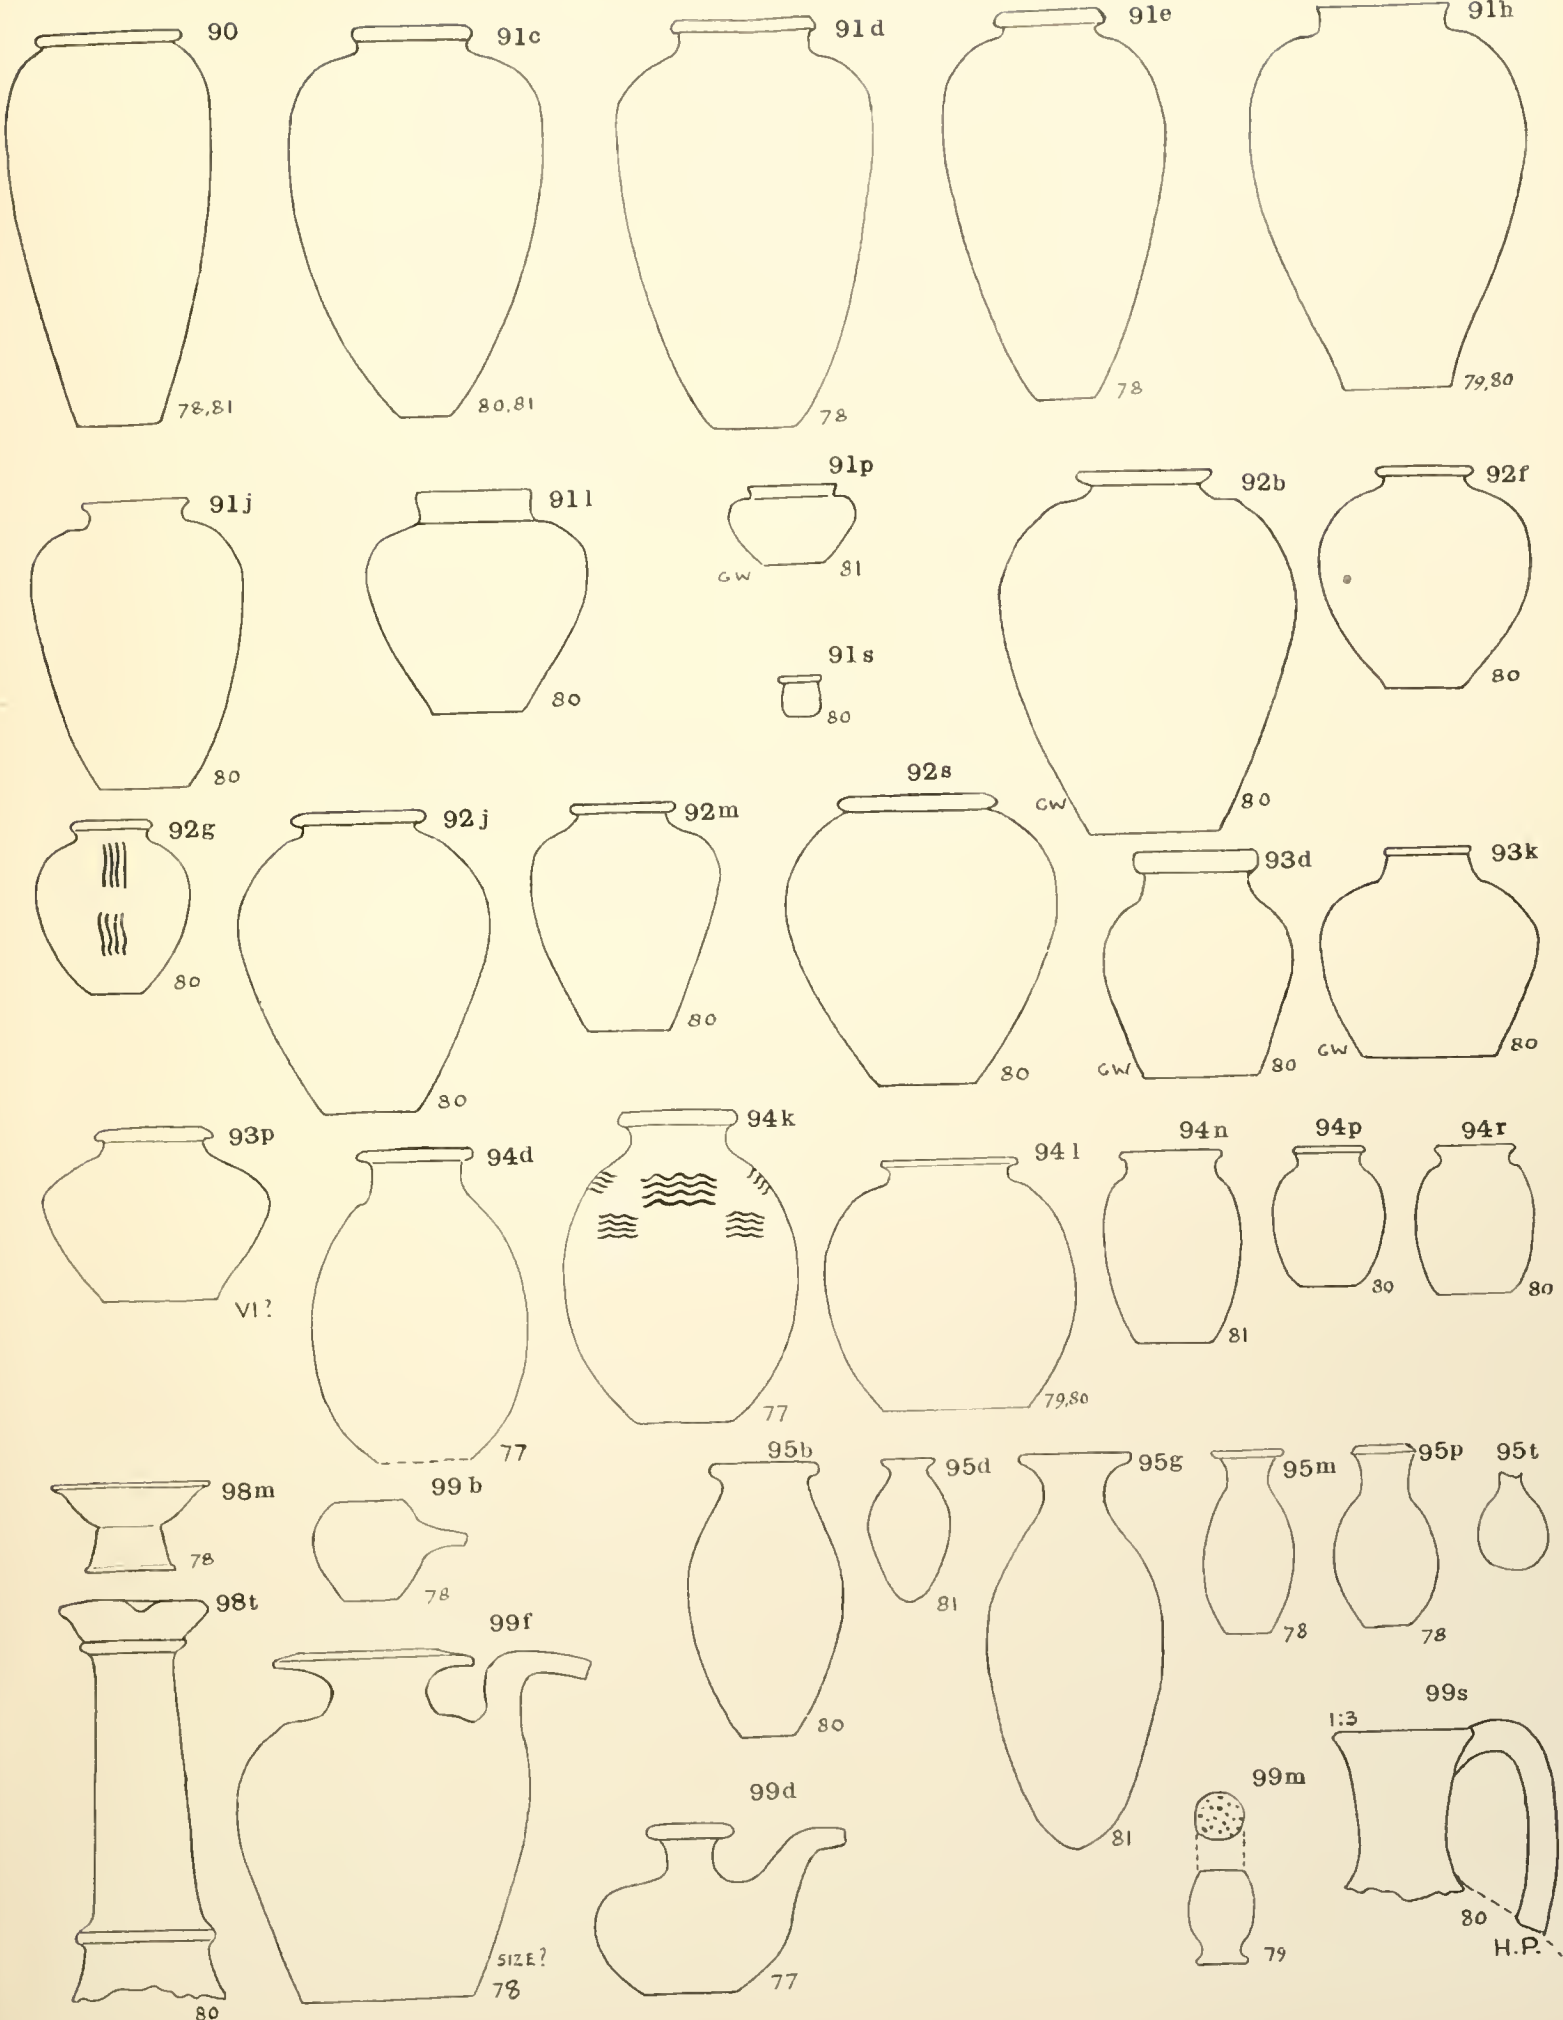 90
91c
91d
91e
91h
78,81
80,81
78
78
79,80
91j
91l
91p
92b
92f
GW
81
91s
80
80
80
80
92s
GW
80
92g
92j
92m
93d
93k
80
80
80
80
GW
80
GW
80
93p
94d
94k
94l
94n
94p
94r
VI?
77
77
79,80
81
80
80
98m
99b
95b
95d
95g
95m
95p
95t
78
78
81
78
78
98t
99f
80
81
99s
1:3
99d
99m
SIZE?
78
77
79
80
H.P.
80